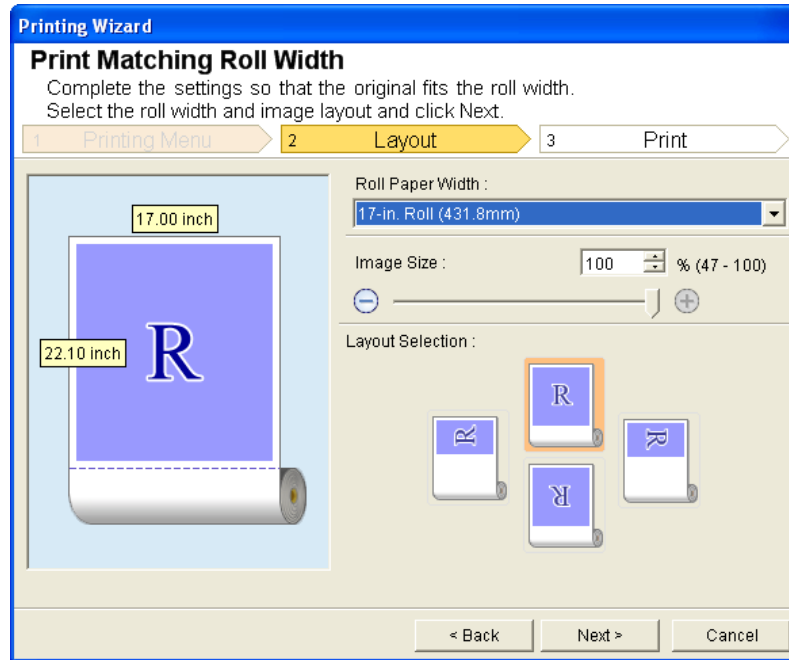 Printing Wizard
Print Matching Roll Width
Complete the settings so that the original fits the roll width.
Select the roll width and image layout and click Next.
1 Printing Menu 2 Layout 3 Print
Roll Paper Width :
17-in. Roll (431.8mm)
17.00 inch
Image Size : 100 % (47 - 100)
22.10 inch
R
Layout Selection :
R
R
R
R
< Back Next > Cancel